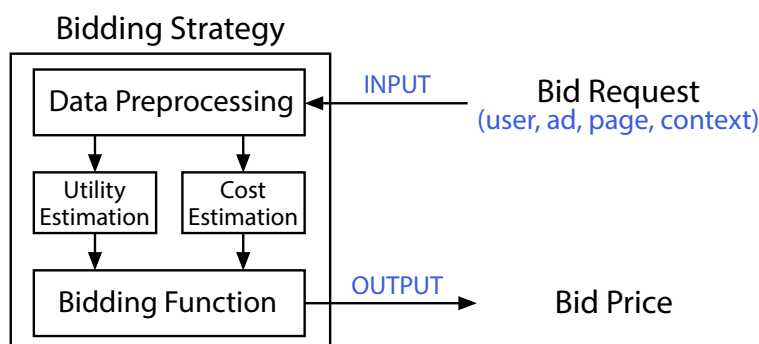 Bidding Strategy
Data Preprocessing
INPUT
Bid Request
(user, ad, page, context)
Utility
Estimation
Cost
Estimation
Bidding Function
OUTPUT
Bid Price